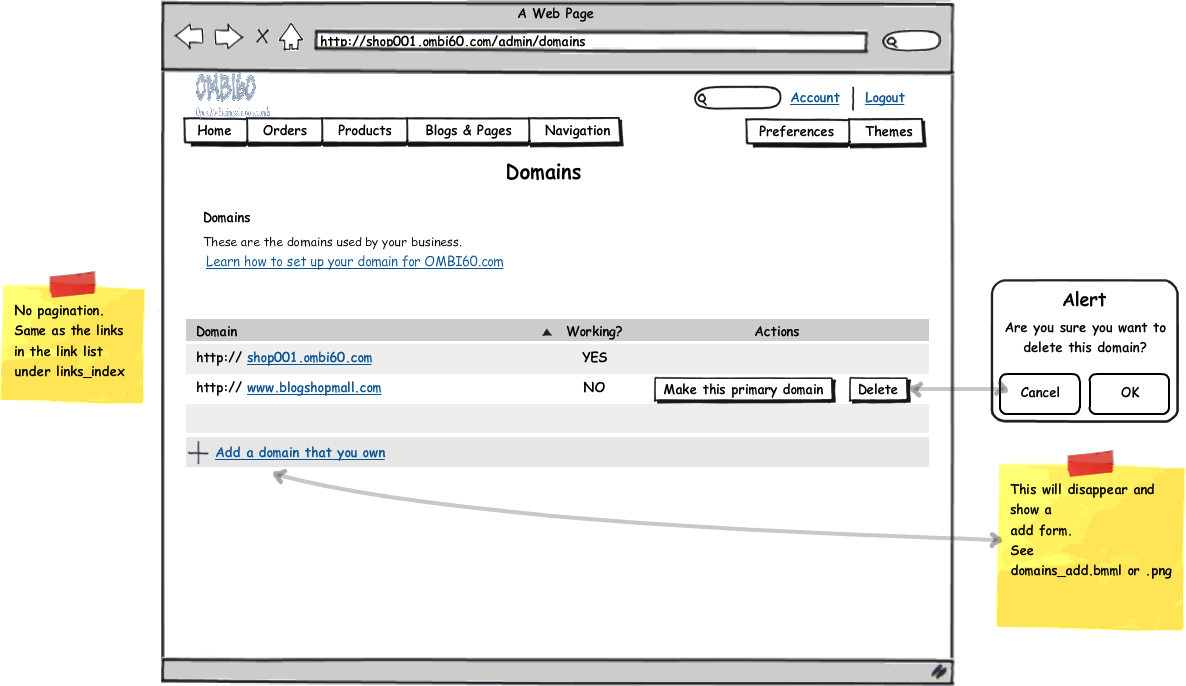 A Web Page
http://shop001.ombi60.com/admin/domains
OMBI60
Account
Logout
Home
Orders
Products
Blogs & Pages
Navigation
Preferences
Themes
Domains
Domains
These are the domains used by your business.
Learn how to set up your domain for OMBI60.com
No pagination.
Same as the links
in the link list
under links_index
Domain
Working?
Actions
http:// shop001.ombi60.com
YES
http:// www.blogshopmall.com
NO
Make this primary domain
Delete
Add a domain that you own
Alert
Are you sure you want to
delete this domain?
Cancel
OK
This will disappear and
show a
add form.
See
domains_add.bmml or .png